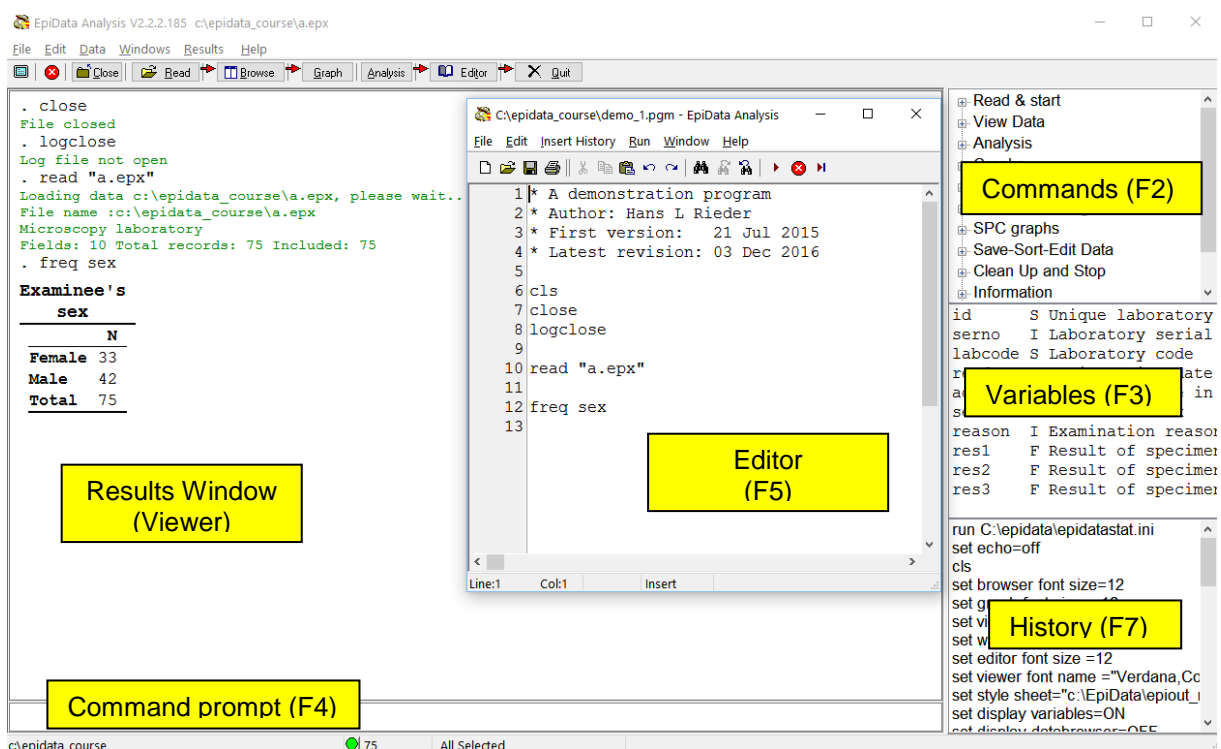 EpiData Analysis V2.2.2.185 c:\epidata_course\a.epx
File Edit Data Windows Results Help
Close Read Browse Graph Analysis Editor Quit
. close
File closed
. logclose
Log file not open
. read "a.epx"
Loading data c:\epidata_course\a.epx, please wait..
File name :c:\epidata_course\a.epx
Microscopy laboratory
Fields: 10 Total records: 75 Included: 75
. freq sex
Examinee's
sex
N
Female 33
Male 42
Total 75
Results Window
(Viewer)
Command prompt (F4)
C:\epidata_course\demo_1.pgm - EpiData Analysis
File Edit Insert History Run Window Help
1 * A demonstration program
2 * Author: Hans L Rieder
3 * First version: 21 Jul 2015
4 * Latest revision: 03 Dec 2016
5
6 cls
7 close
8 logclose
9
10 read "a.epx"
11
12 freq sex
13
Editor
(F5)
Line:1 Col:1 Insert
Read & start
View Data
Analysis
Commands (F2)
SPC graphs
Save-Sort-Edit Data
Clean Up and Stop
Information
id S Unique laboratory
serno I Laboratory serial
labcode S Laboratory code
Variables (F3)
in
reason I Examination reason
res1 F Result of specimen
res2 F Result of specimen
res3 F Result of specimen
run C:\epidata\epidatastat.ini
set echo=off
cls
set browser font size=12
set
set
History (F7)
set
set editor font size =12
set viewer font name ="Verdana,Co
set style sheet="c:\EpiData\epiout_
set display variables=ON
set display databrowser=OFF
c:\epidata_course 75 All Selected